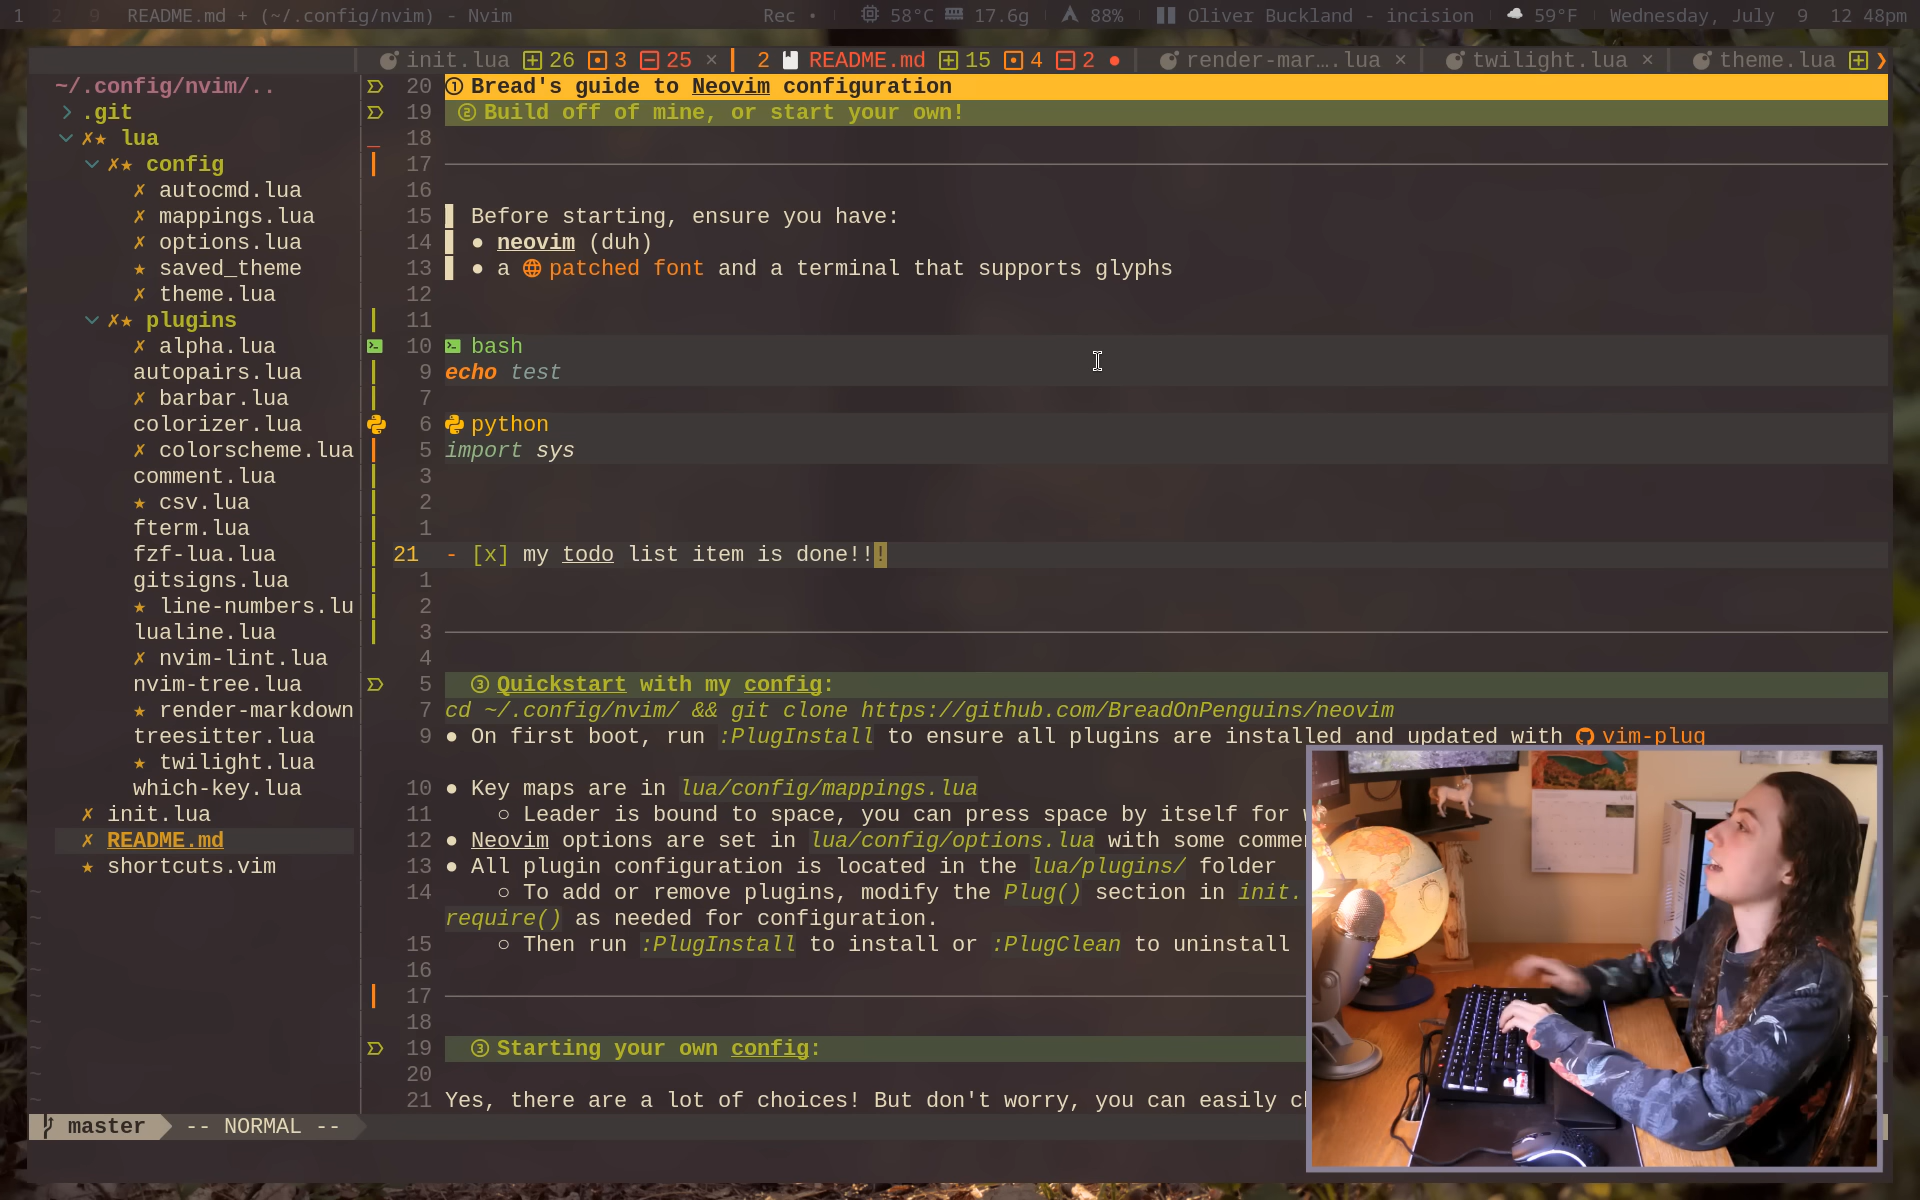 1 2 9 README.md + (~/.config/nvim) - Nvim Rec • 58°C 17.6g 88% Oliver Buckland - incision 59°F Wednesday, July 9 12 48pm
init.lua 26 3 25 × 2 README.md 15 4 2 ● render-mar….lua × twilight.lua × theme.lua
~/.config/nvim/..
.git
✗★ lua
✗★ config
✗ autocmd.lua
✗ mappings.lua
✗ options.lua
★ saved_theme
✗ theme.lua
✗★ plugins
✗ alpha.lua
autopairs.lua
✗ barbar.lua
colorizer.lua
✗ colorscheme.lua
comment.lua
★ csv.lua
fterm.lua
fzf-lua.lua
gitsigns.lua
★ line-numbers.lu
lualine.lua
✗ nvim-lint.lua
nvim-tree.lua
★ render-markdown
treesitter.lua
★ twilight.lua
which-key.lua
✗ init.lua
✗ README.md
★ shortcuts.vim
20 ① Bread's guide to Neovim configuration
19 ② Build off of mine, or start your own!
18
17
16
15 Before starting, ensure you have:
14 ● neovim (duh)
13 ● a patched font and a terminal that supports glyphs
12
11
10 bash
9 echo test
7
6 python
5 import sys
3
2
1
21 - [x] my todo list item is done!!!
1
2
3
4
5 ③ Quickstart with my config:
7 cd ~/.config/nvim/ && git clone https://github.com/BreadOnPenguins/neovim
9 ● On first boot, run :PlugInstall to ensure all plugins are installed and updated with vim-plug
10 ● Key maps are in lua/config/mappings.lua
11 ○ Leader is bound to space, you can press space by itself for
12 ● Neovim options are set in lua/config/options.lua with some commen
13 ● All plugin configuration is located in the lua/plugins/ folder
14 ○ To add or remove plugins, modify the Plug() section in init.
require() as needed for configuration.
15 ○ Then run :PlugInstall to install or :PlugClean to uninstall
16
17
18
19 ③ Starting your own config:
20
21 Yes, there are a lot of choices! But don't worry, you can easily
master -- NORMAL --